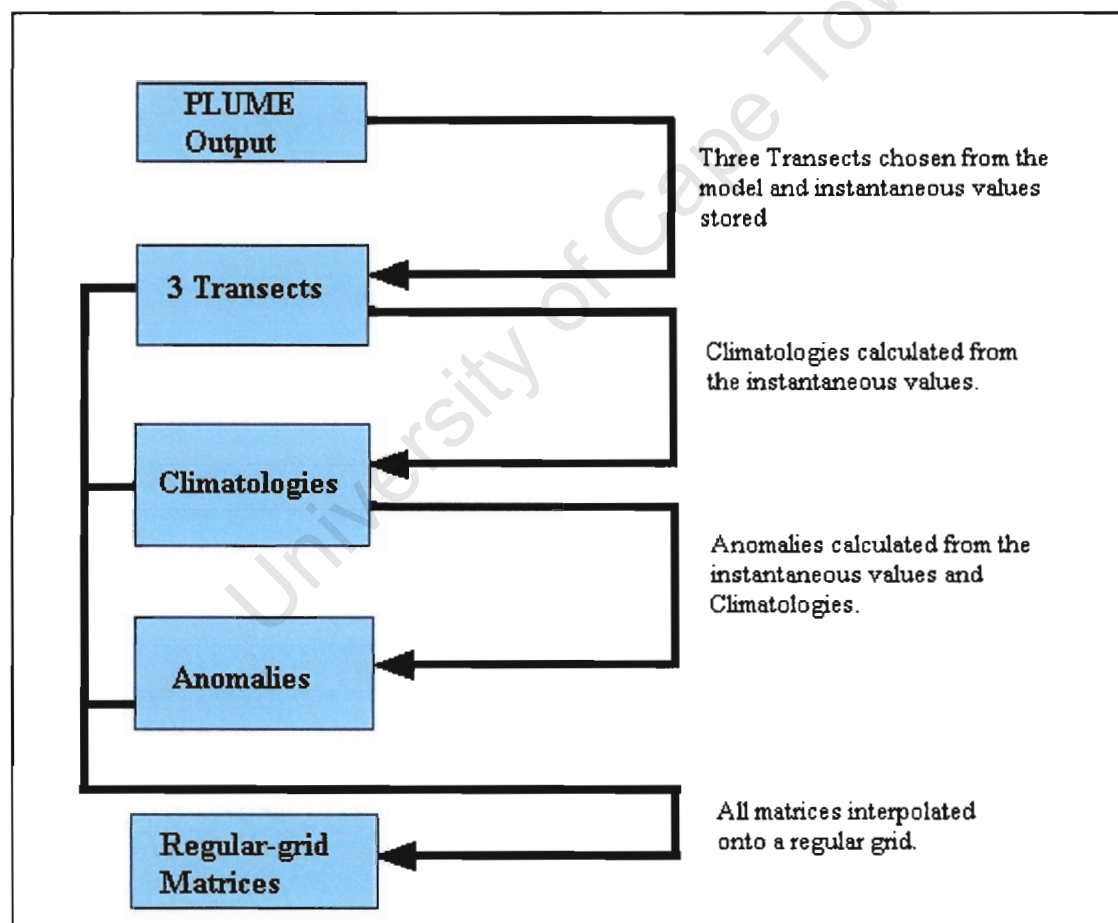 PLUME
Output
Three Transects chosen from the
model and instantaneous values
stored
3 Transects
Climatologies calculated from
the instantaneous values.
Climatologies
Anomalies calculated from the
instantaneous values and
Climatologies.
Anomalies
All matrices interpolated
onto a regular grid.
Regular-grid
Matrices
University of Cape Tow